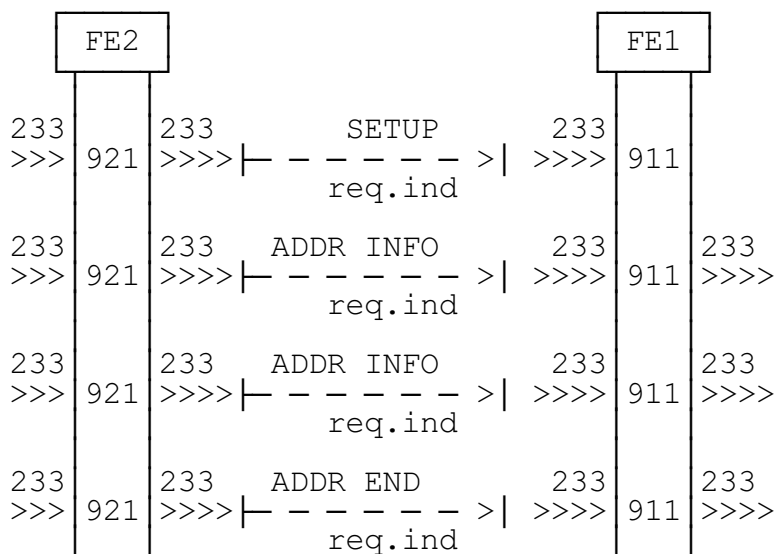 FE2 FE1
233 233 SETUP 233
>>> 921 >>>> ├─ ─ ─ ─ ─ ─ >| >>>> 911
req.ind
233 233 ADDR INFO 233 233
>>> 921 >>>> ├─ ─ ─ ─ ─ ─ >| >>>> 911 >>>>
req.ind
233 233 ADDR INFO 233 233
>>> 921 >>>> ├─ ─ ─ ─ ─ ─ >| >>>> 911 >>>>
req.ind
233 233 ADDR END 233 233
>>> 921 >>>> ├─ ─ ─ ─ ─ ─ >| >>>> 911 >>>>
req.ind